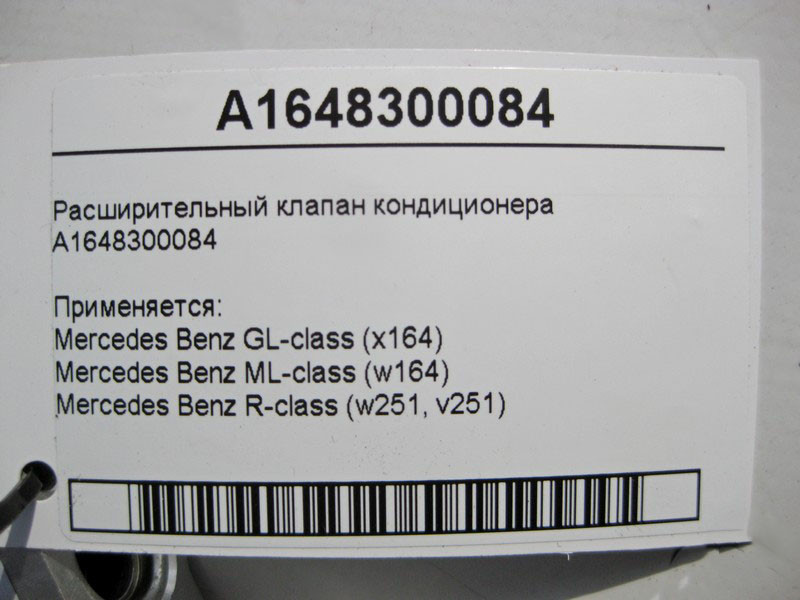 A1648300084
Расширительный клапан кондиционера
A1648300084
Применяется:
Mercedes Benz GL-class (x164)
Mercedes Benz ML-class (w164)
Mercedes Benz R-class (w251, v251)